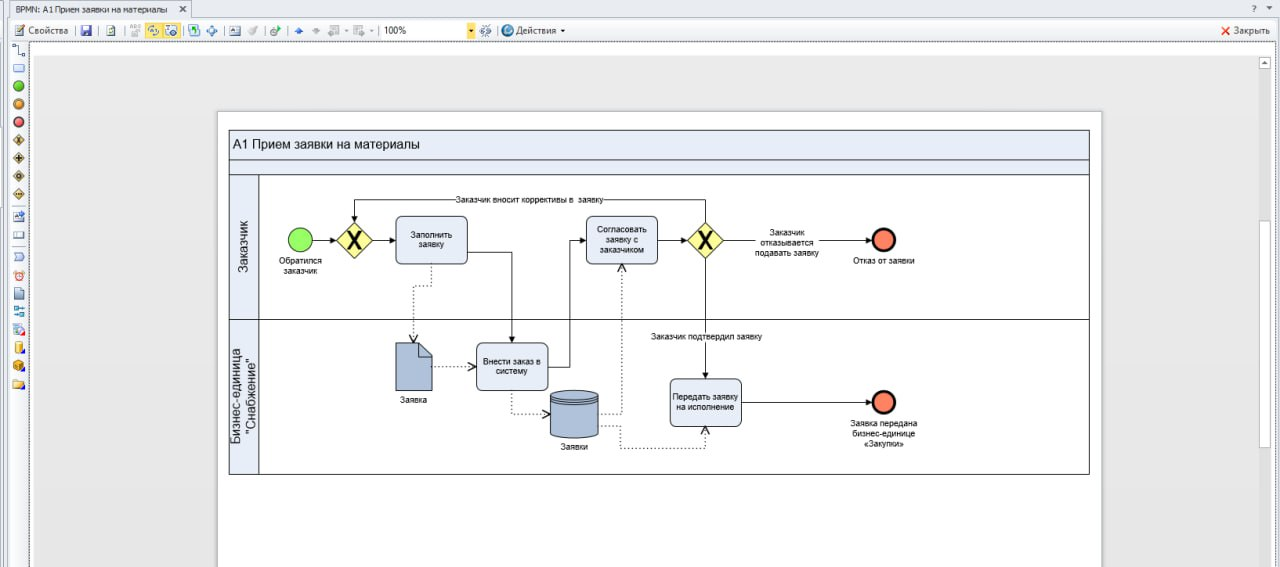 BPMN: A1 Прием заявки на материалы
Свойства
ABC
100%
Действия
Закрыть
А1 Прием заявки на материалы
Заказчик
Заказчик вносит коррективы в заявку
Обратился
заказчик
X
Заполнить
заявку
Согласовать
заявку с
заказчиком
X
Заказчик
отказывается
подавать заявку
Отказ от заявки
Бизнес-единица
"Снабжение"
Заказчик подтвердил заявку
Заявка
Внести заказ в
систему
Заявки
Передать заявку
на исполнение
Заявка передана
бизнес-единице
«Закупки»